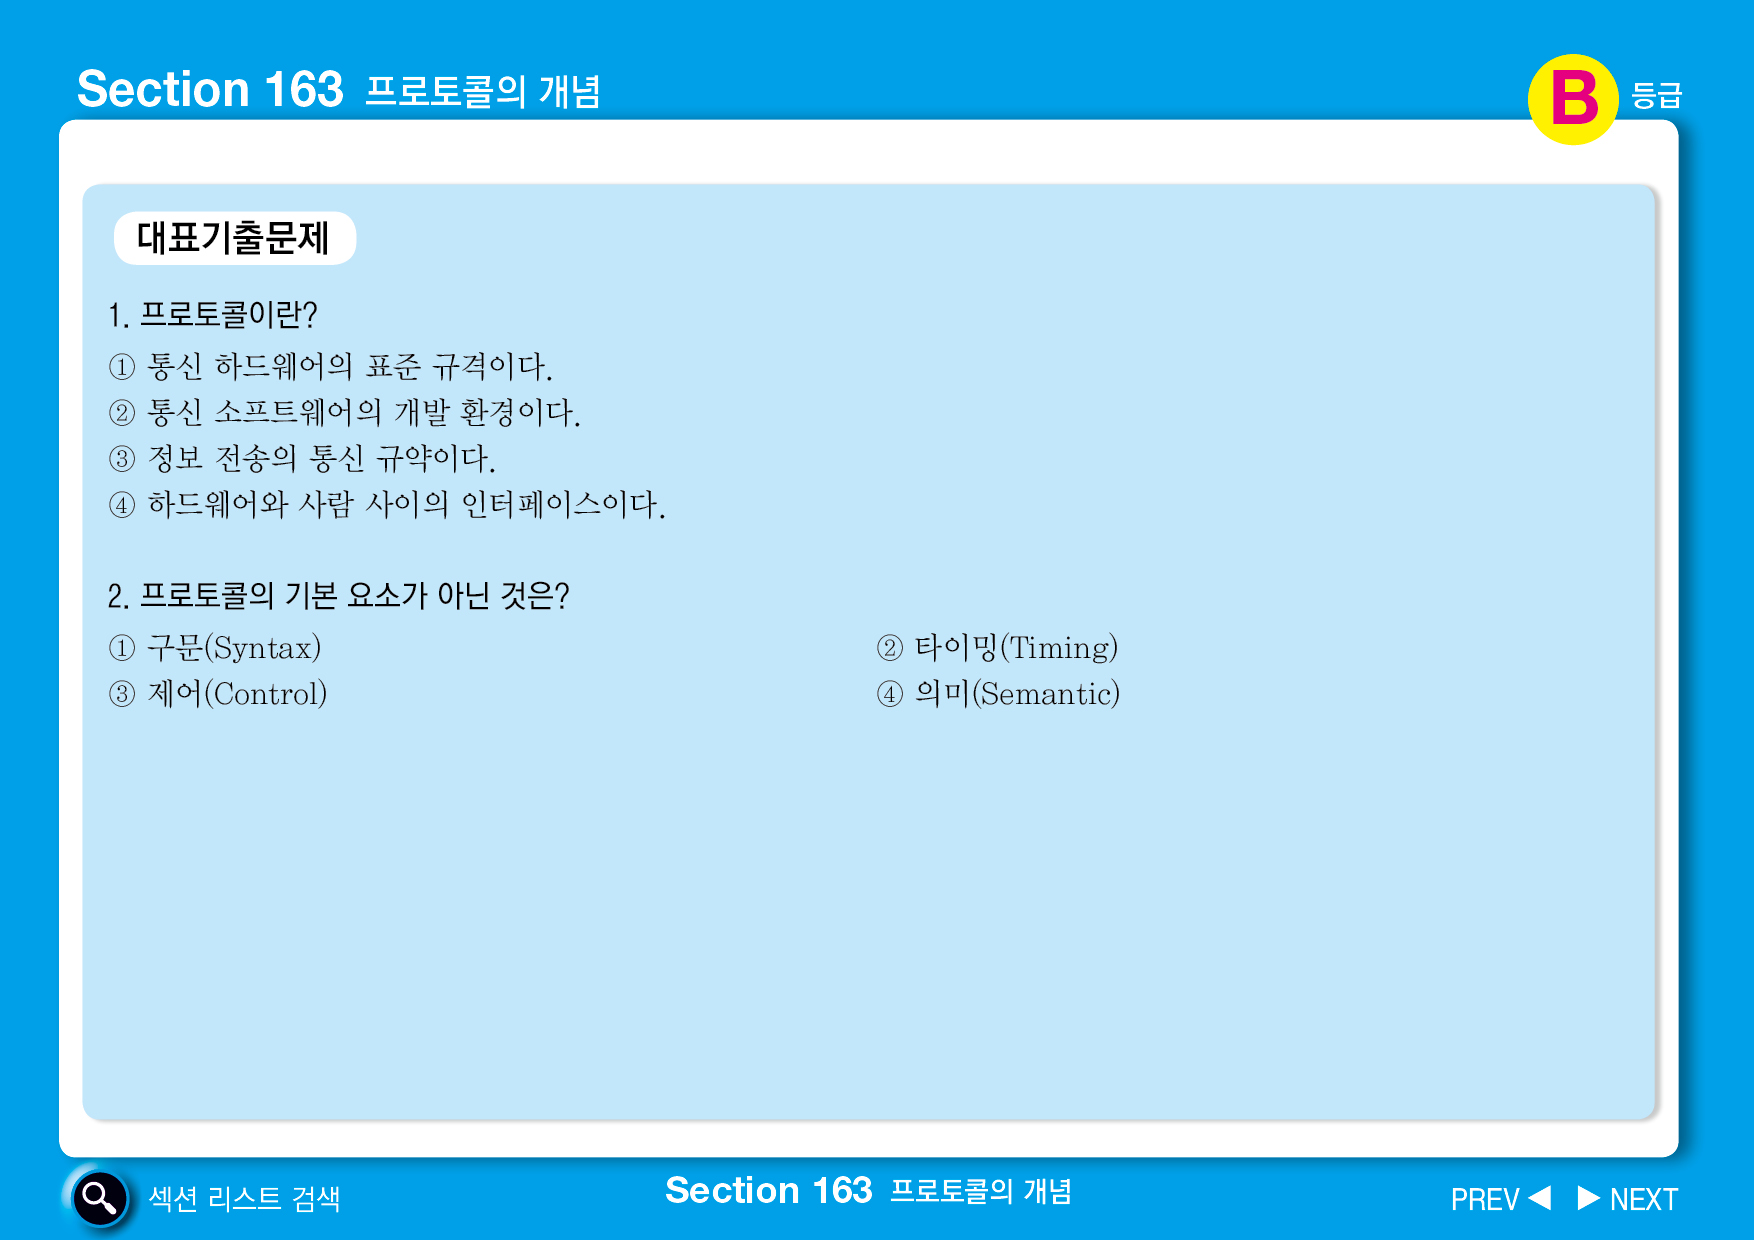 Section 163 프로토콜의 개념
B 등급
대표기출문제
1. 프로토콜이란?
① 통신 하드웨어의 표준 규격이다.
② 통신 소프트웨어의 개발 환경이다.
③ 정보 전송의 통신 규약이다.
④ 하드웨어와 사람 사이의 인터페이스이다.
2. 프로토콜의 기본 요소가 아닌 것은?
① 구문(Syntax) ② 타이밍(Timing)
③ 제어(Control) ④ 의미(Semantic)
섹션 리스트 검색 Section 163 프로토콜의 개념 PREV ◀ ▶ NEXT